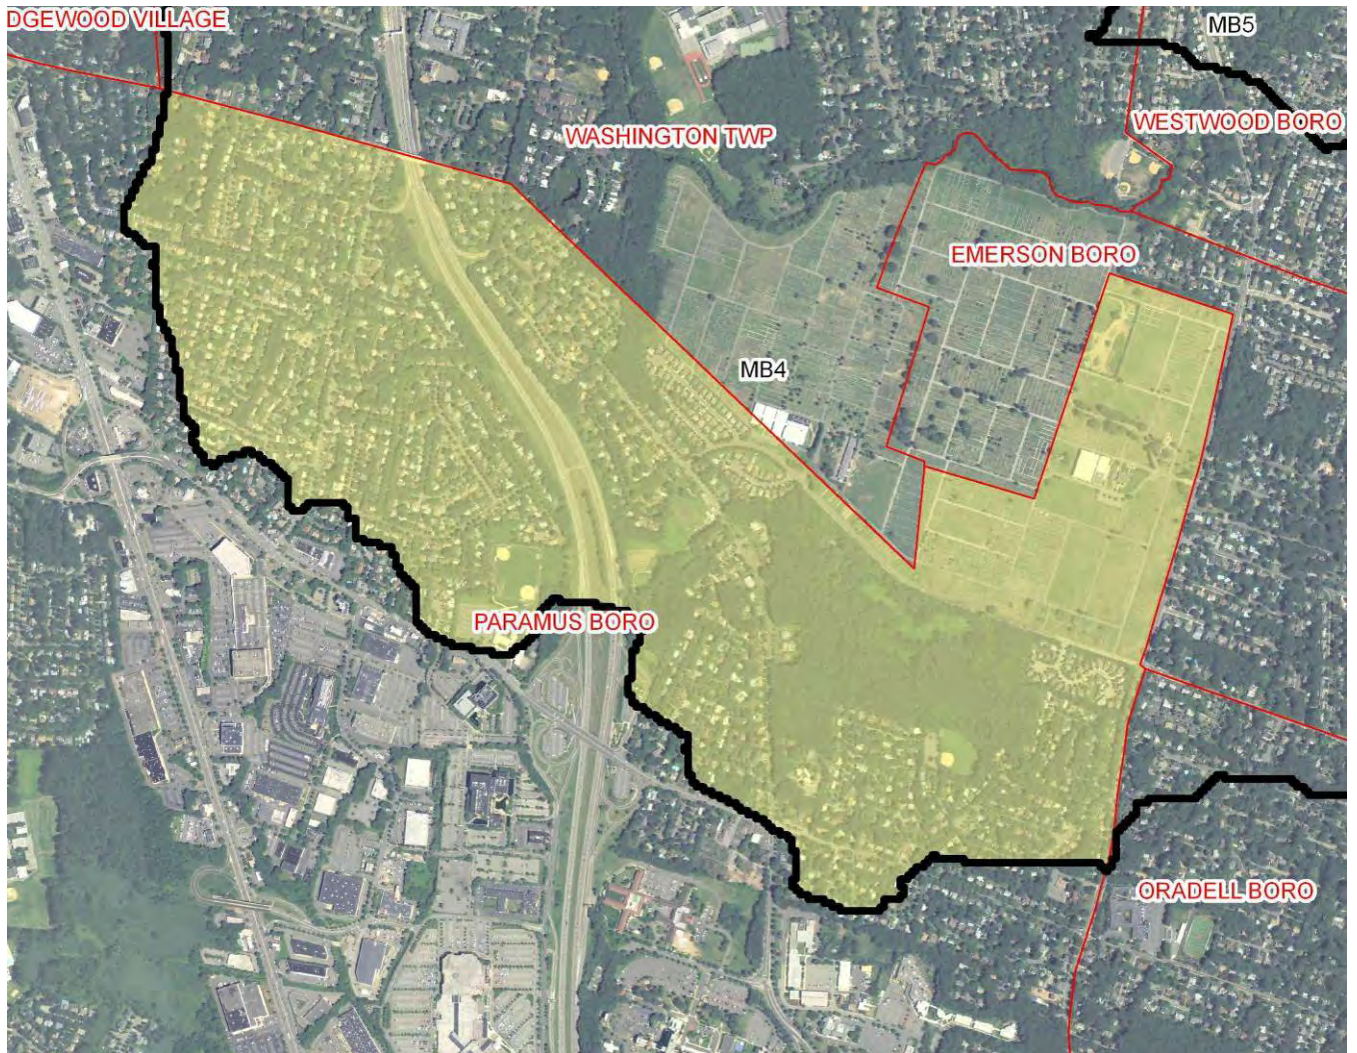 DGEWOOD VILLAGE
MB5
WASHINGTON TWP
WESTWOOD BORO
EMERSON BORO
MB4
PARAMUS BORO
ORADELL BORO